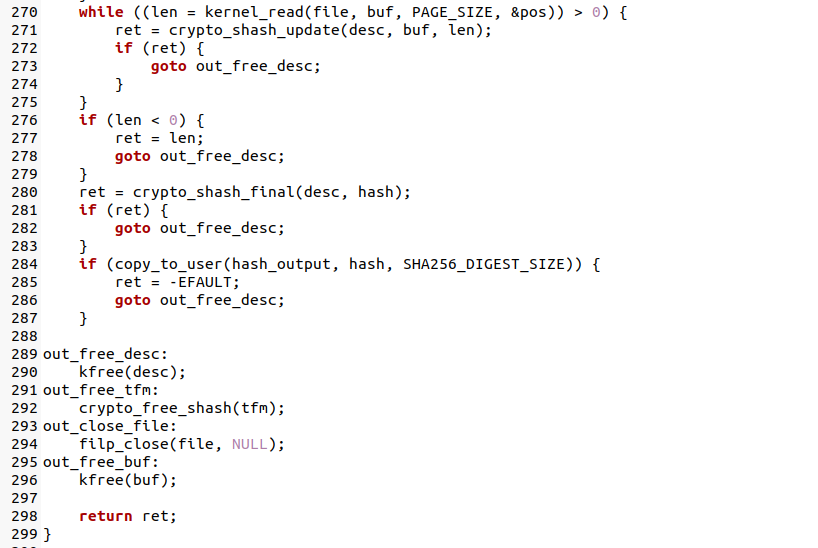 270     while ((len = kernel_read(file, buf, PAGE_SIZE, &pos)) > 0) {
271         ret = crypto_shash_update(desc, buf, len);
272         if (ret) {
273             goto out_free_desc;
274         }
275     }
276     if (len < 0) {
277         ret = len;
278         goto out_free_desc;
279     }
280     ret = crypto_shash_final(desc, hash);
281     if (ret) {
282         goto out_free_desc;
283     }
284     if (copy_to_user(hash_output, hash, SHA256_DIGEST_SIZE)) {
285         ret = -EFAULT;
286         goto out_free_desc;
287     }
288
289 out_free_desc:
290     kfree(desc);
291 out_free_tfm:
292     crypto_free_shash(tfm);
293 out_close_file:
294     filp_close(file, NULL);
295 out_free_buf:
296     kfree(buf);
297
298     return ret;
299 }